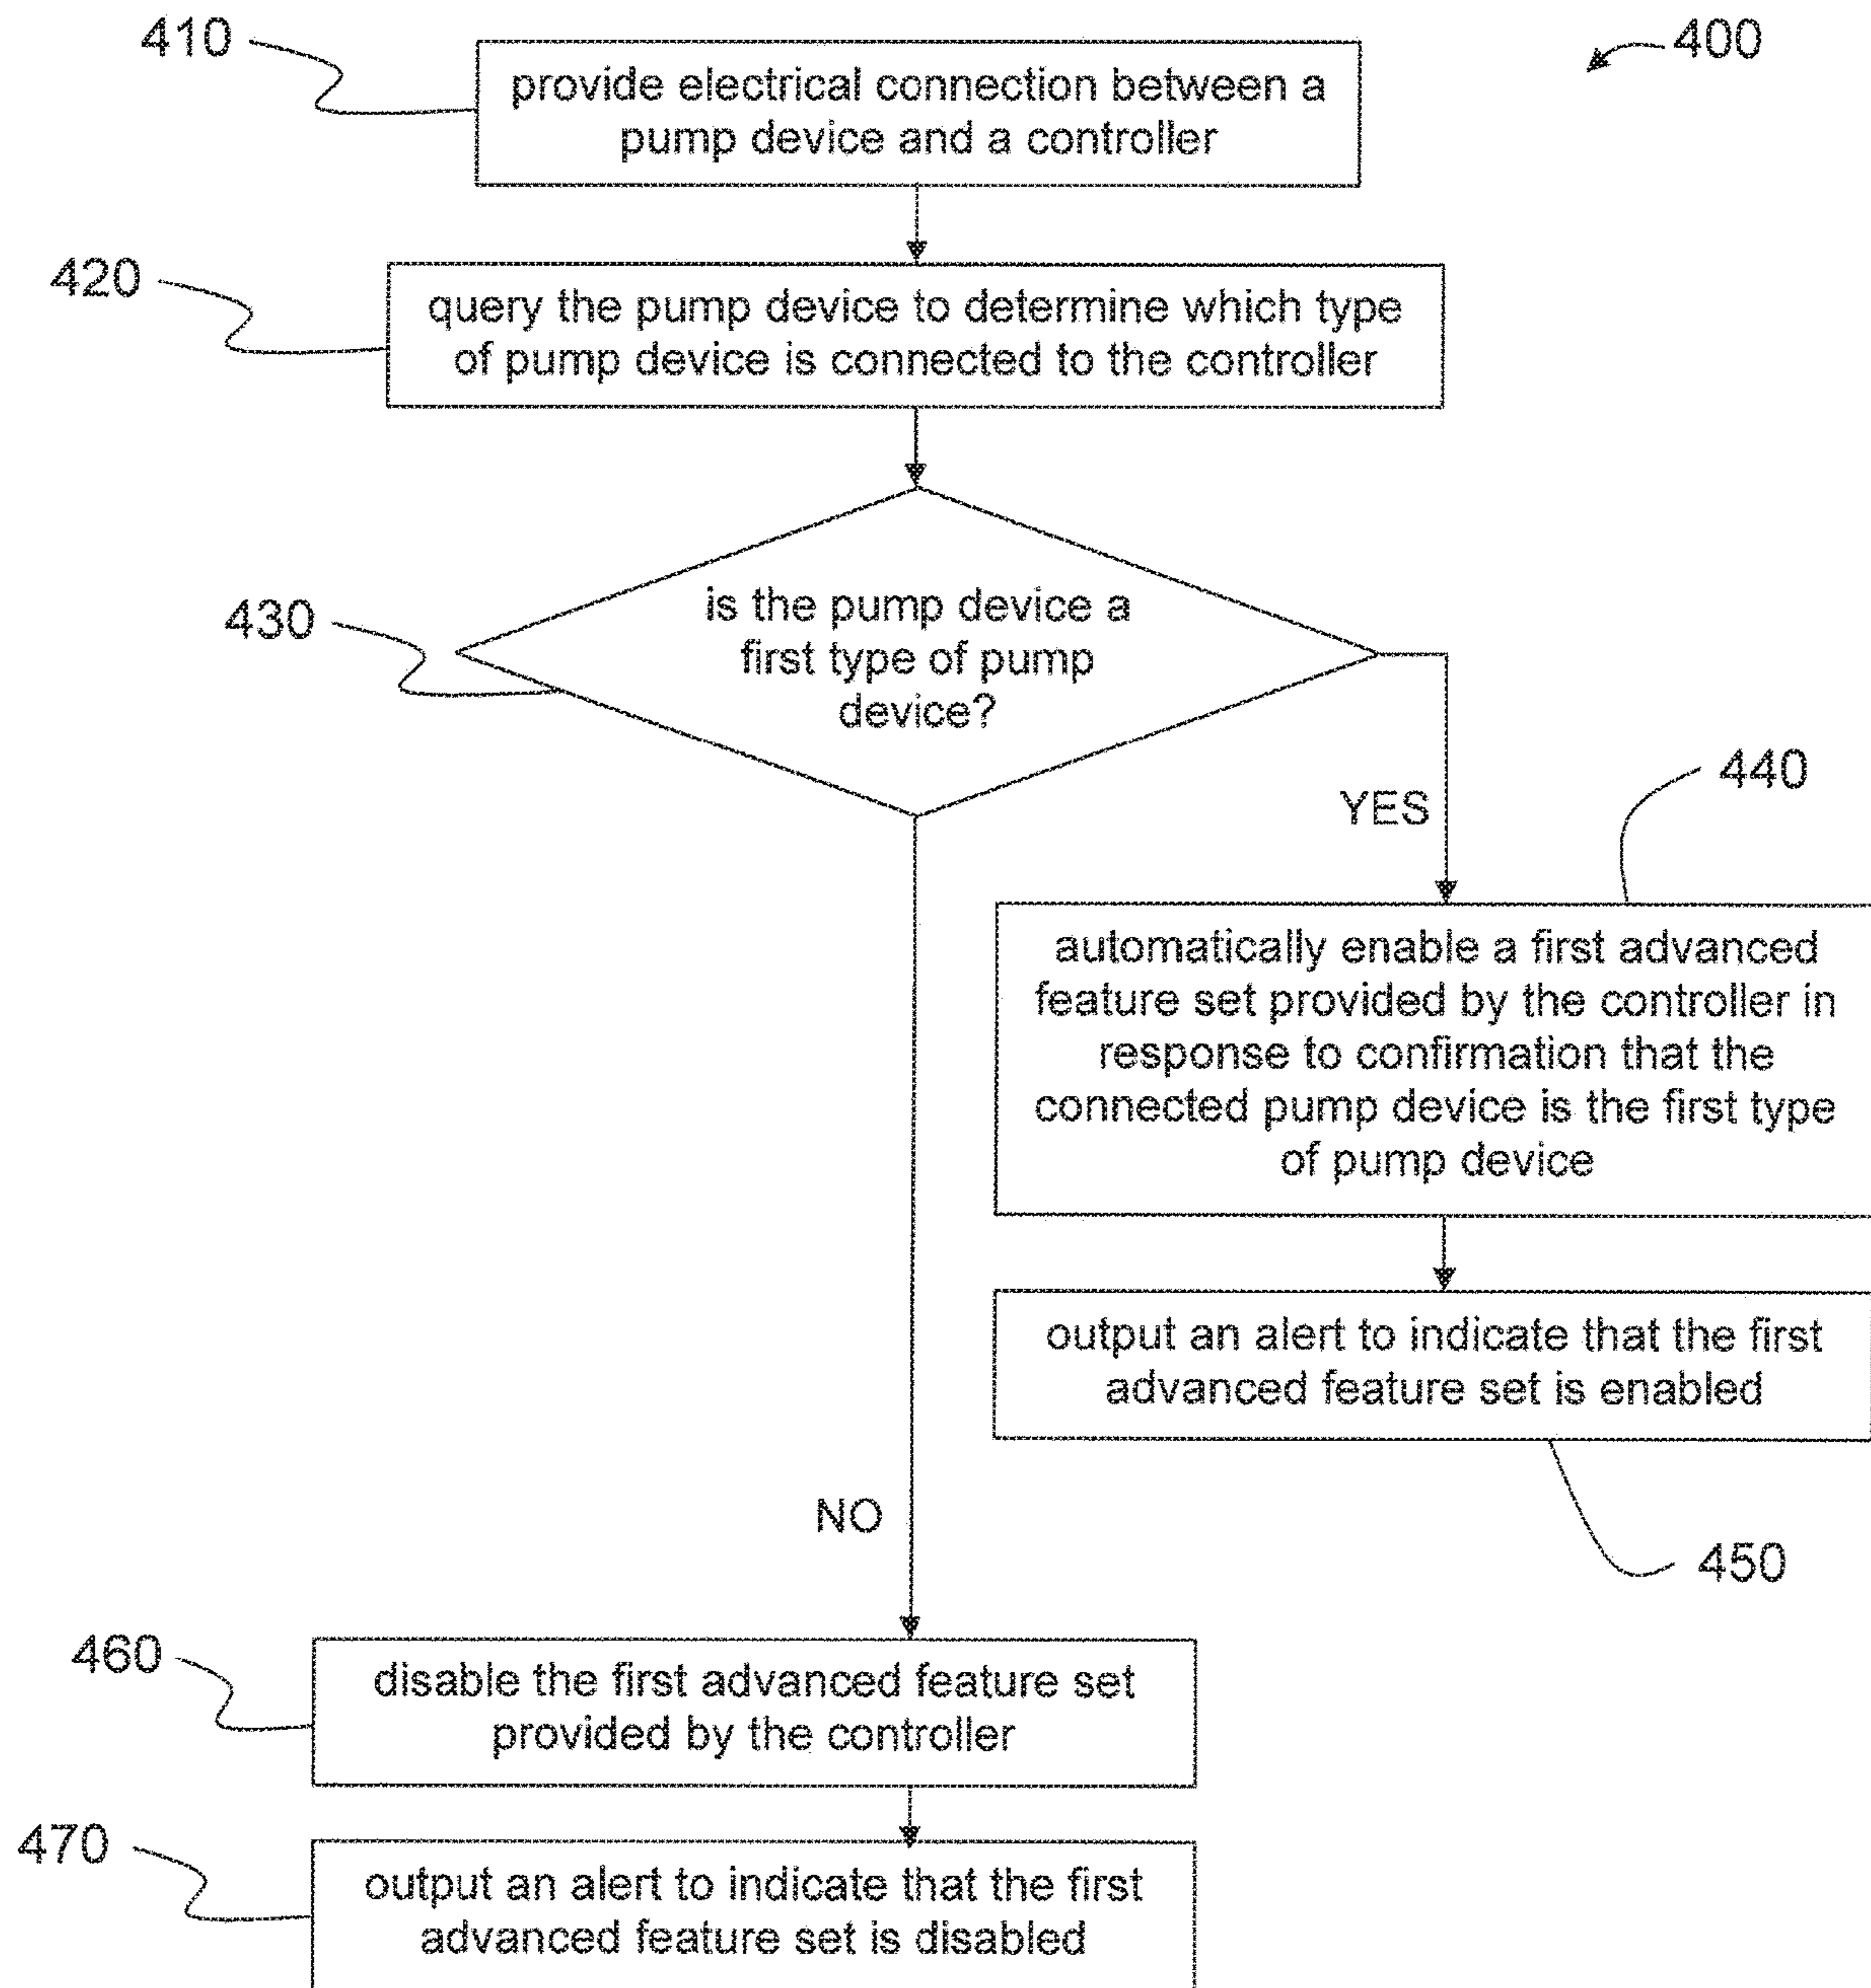 410
400
provide electrical connection between a
pump device and a controller
420
query the pump device to determine which type
of pump device is connected to the controller
430
is the pump device a
first type of pump
device?
YES
440
automatically enable a first advanced
feature set provided by the controller in
response to confirmation that the
connected pump device is the first type
of pump device
output an alert to indicate that the first
advanced feature set is enabled
450
NO
460
disable the first advanced feature set
provided by the controller
470
output an alert to indicate that the first
advanced feature set is disabled